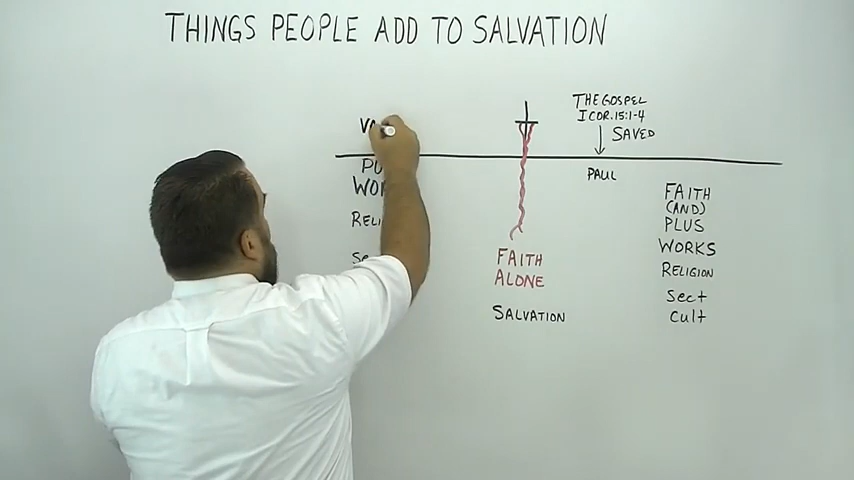 THINGS PEOPLE ADD TO SALVATION
THE GOSPEL
I COR. 15:1-4
SAVED
PAUL
FAITH
ALONE
SALVATION
FAITH
(AND)
PLUS
WORKS
RELIGION
Sect
Cult